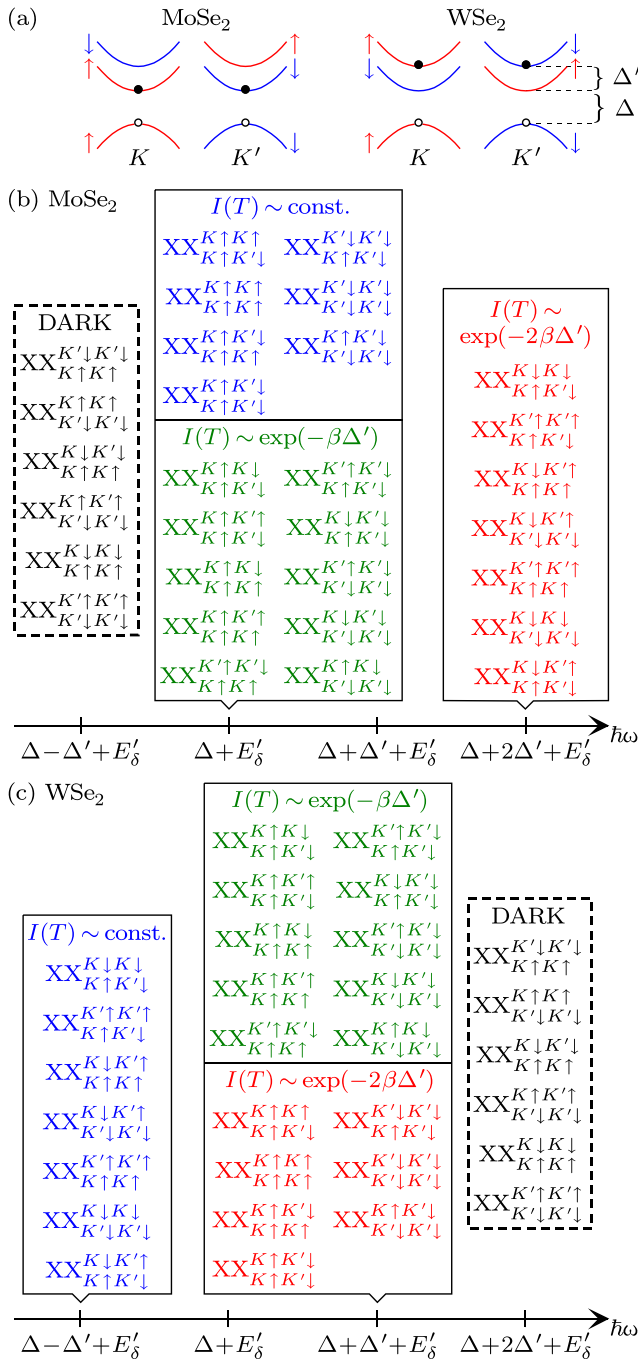 (a) MoSe₂ WSe₂
↓ ↑ ↑ ↓
↑ ↓ ↓ ↑ } Δ′
} Δ
↑ K K′ ↓ ↑ K K′ ↓
(b) MoSe₂
I(T) ∼ const.
XX^{K↑K↑}_{K↑K′↓} XX^{K′↓K′↓}_{K↑K′↓}
XX^{K↑K↑}_{K↑K↑} XX^{K′↓K′↓}_{K′↓K′↓}
XX^{K↑K′↓}_{K↑K↑} XX^{K↑K′↓}_{K′↓K′↓}
XX^{K↑K′↓}_{K↑K′↓}
DARK
XX^{K′↓K′↓}_{K↑K↑}
XX^{K↑K↑}_{K′↓K′↓}
XX^{K↓K′↓}_{K↑K↑}
XX^{K↑K′↑}_{K′↓K′↓}
XX^{K↓K↓}_{K↑K↑}
XX^{K′↑K′↑}_{K′↓K′↓}
I(T) ∼ exp(−βΔ′)
XX^{K↑K↓}_{K↑K′↓} XX^{K′↑K′↓}_{K↑K′↓}
XX^{K↑K′↑}_{K↑K′↓} XX^{K↓K′↓}_{K↑K′↓}
XX^{K↑K↓}_{K↑K↑} XX^{K′↑K′↓}_{K′↓K′↓}
XX^{K↑K′↑}_{K↑K↑} XX^{K↓K′↓}_{K′↓K′↓}
XX^{K′↑K′↓}_{K↑K↑} XX^{K↑K↓}_{K′↓K′↓}
I(T) ∼
exp(−2βΔ′)
XX^{K↓K↓}_{K↑K′↓}
XX^{K′↑K′↑}_{K↑K′↓}
XX^{K↓K′↑}_{K↑K↑}
XX^{K↓K′↑}_{K′↓K′↓}
XX^{K′↑K′↑}_{K↑K↑}
XX^{K↓K↓}_{K′↓K′↓}
XX^{K↓K′↑}_{K↑K′↓}
ħω
Δ−Δ′+E′_δ Δ+E′_δ Δ+Δ′+E′_δ Δ+2Δ′+E′_δ
(c) WSe₂
I(T) ∼ exp(−βΔ′)
XX^{K↑K↓}_{K↑K′↓} XX^{K′↑K′↓}_{K↑K′↓}
XX^{K↑K′↑}_{K↑K′↓} XX^{K↓K′↓}_{K↑K′↓}
XX^{K↑K↓}_{K↑K↑} XX^{K′↑K′↓}_{K′↓K′↓}
XX^{K↑K′↑}_{K↑K↑} XX^{K↓K′↓}_{K′↓K′↓}
XX^{K′↑K′↓}_{K↑K↑} XX^{K↑K↓}_{K′↓K′↓}
I(T) ∼ const.
XX^{K↓K↓}_{K↑K′↓}
XX^{K′↑K′↑}_{K↑K′↓}
XX^{K↓K′↑}_{K↑K↑}
XX^{K↓K′↑}_{K′↓K′↓}
XX^{K′↑K′↑}_{K↑K↑}
XX^{K↓K↓}_{K′↓K′↓}
XX^{K↓K′↑}_{K↑K′↓}
I(T) ∼ exp(−2βΔ′)
XX^{K↑K↑}_{K↑K′↓} XX^{K′↓K′↓}_{K↑K′↓}
XX^{K↑K↑}_{K↑K↑} XX^{K′↓K′↓}_{K′↓K′↓}
XX^{K↑K′↓}_{K↑K↑} XX^{K↑K′↓}_{K′↓K′↓}
XX^{K↑K′↓}_{K↑K′↓}
DARK
XX^{K′↓K′↓}_{K↑K↑}
XX^{K↑K↑}_{K′↓K′↓}
XX^{K↓K′↓}_{K↑K↑}
XX^{K↑K′↑}_{K′↓K′↓}
XX^{K↓K↓}_{K↑K↑}
XX^{K′↑K′↑}_{K′↓K′↓}
ħω
Δ−Δ′+E′_δ Δ+E′_δ Δ+Δ′+E′_δ Δ+2Δ′+E′_δ